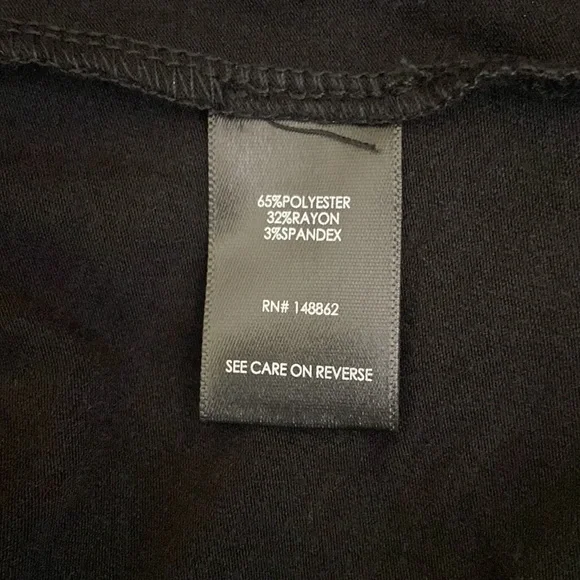 65%POLYESTER
32%RAYON
3%SPANDEX
RN# 148862
SEE CARE ON REVERSE